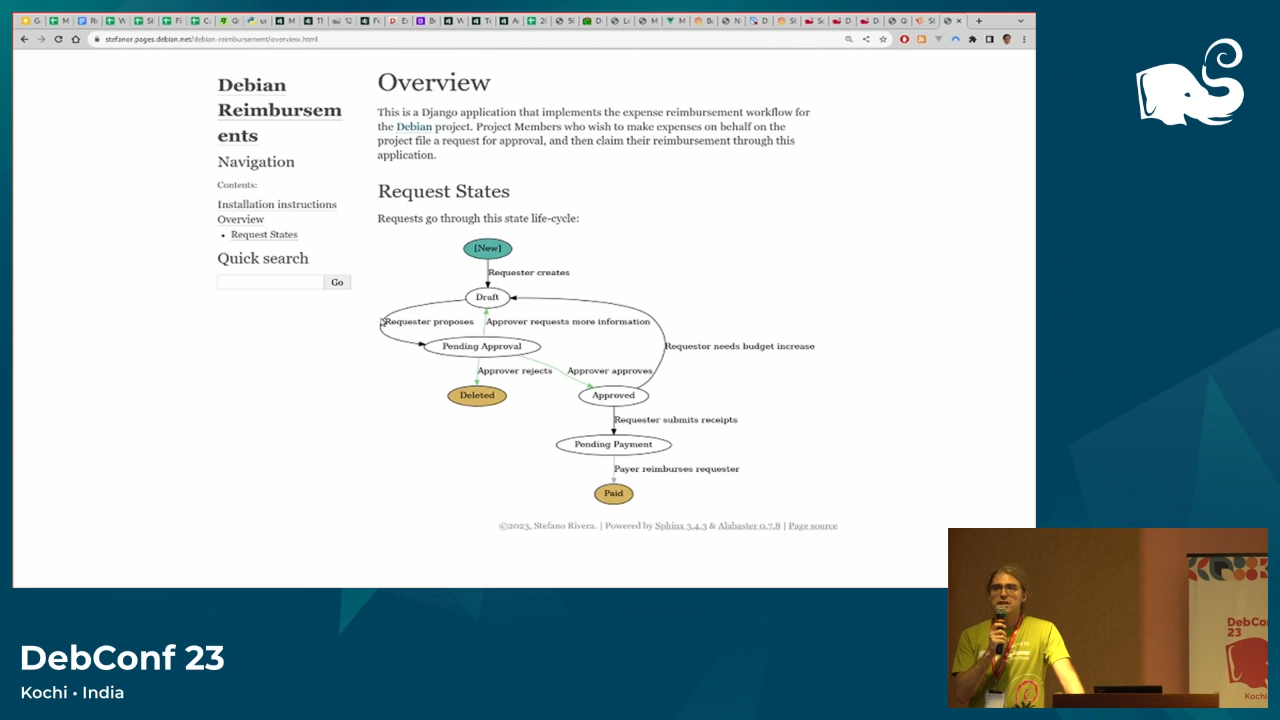 stefanor.pages.debian.net/debian-reimbursement/overview.html
Debian
Reimbursem
ents
Navigation
Contents:
Installation instructions
Overview
Request States
Quick search
Go
Overview
This is a Django application that implements the expense reimbursement workflow for
the Debian project. Project Members who wish to make expenses on behalf on the
project file a request for approval, and then claim their reimbursement through this
application.
Request States
Requests go through this state life-cycle:
[New]
Requester creates
Draft
Requester proposes
Approver requests more information
Pending Approval
Requestor needs budget increase
Approver rejects
Approver approves
Deleted
Approved
Requester submits receipts
Pending Payment
Payer reimburses requester
Paid
©2023, Stefano Rivera. | Powered by Sphinx 3.4.3 & Alabaster 0.7.8 | Page source
DebConf 23
Kochi • India
DebCon
23
Kochi